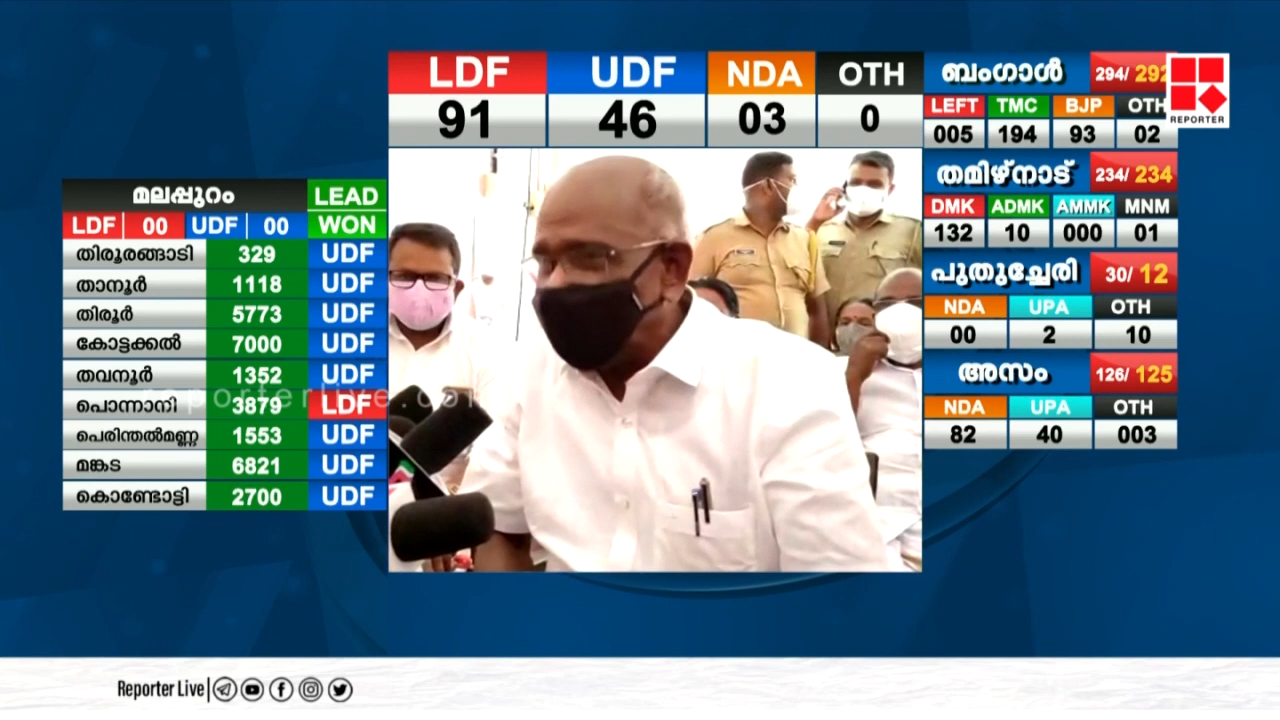 LDF UDF NDA OTH
91 46 03 0
മലപ്പുറം LEAD
LDF 00 UDF 00 WON
തിരൂരങ്ങാടി 329 UDF
താനൂർ 1118 UDF
തിരൂർ 5773 UDF
കോട്ടക്കൽ 7000 UDF
തവനൂർ 1352 UDF
പൊന്നാനി 3879 LDF
പെരിന്തൽമണ്ണ 1553 UDF
മങ്കട 6821 UDF
കൊണ്ടോട്ടി 2700 UDF
ബംഗാൾ 294/ 292
LEFT TMC BJP OTH
005 194 93 02
തമിഴ്നാട് 234/ 234
DMK ADMK AMMK MNM
132 10 000 01
പുതുച്ചേരി 30/ 12
NDA UPA OTH
00 2 10
അസം 126/ 125
NDA UPA OTH
82 40 003
REPORTER
reporterlive.com
Reporter Live